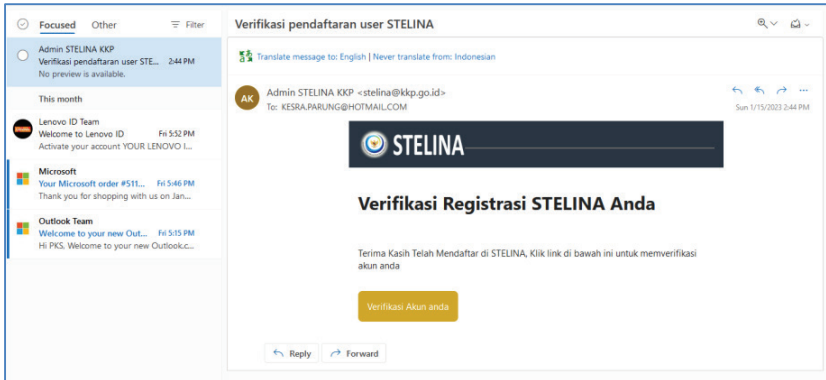 Focused Other Filter
Admin STELINA KKP
Verifikasi pendaftaran user STE... 2:44 PM
No preview is available.
This month
Lenovo ID Team
Welcome to Lenovo ID Fri 5:52 PM
Activate your account YOUR LENOVO I...
Microsoft
Your Microsoft order #511... Fri 5:46 PM
Thank you for shopping with us on Jan...
Outlook Team
Welcome to your new Out... Fri 5:15 PM
Hi PKS. Welcome to your new Outlook.c...
Verifikasi pendaftaran user STELINA
Translate message to: English | Never translate from: Indonesian
AK
Admin STELINA KKP <stelina@kkp.go.id>
To: KESRA.PARUNG@HOTMAIL.COM
Sun 1/15/2023 2:44 PM
STELINA
Verifikasi Registrasi STELINA Anda
Terima Kasih Telah Mendaftar di STELINA, Klik link di bawah ini untuk memverifikasi
akun anda
Verifikasi Akun anda
Reply Forward